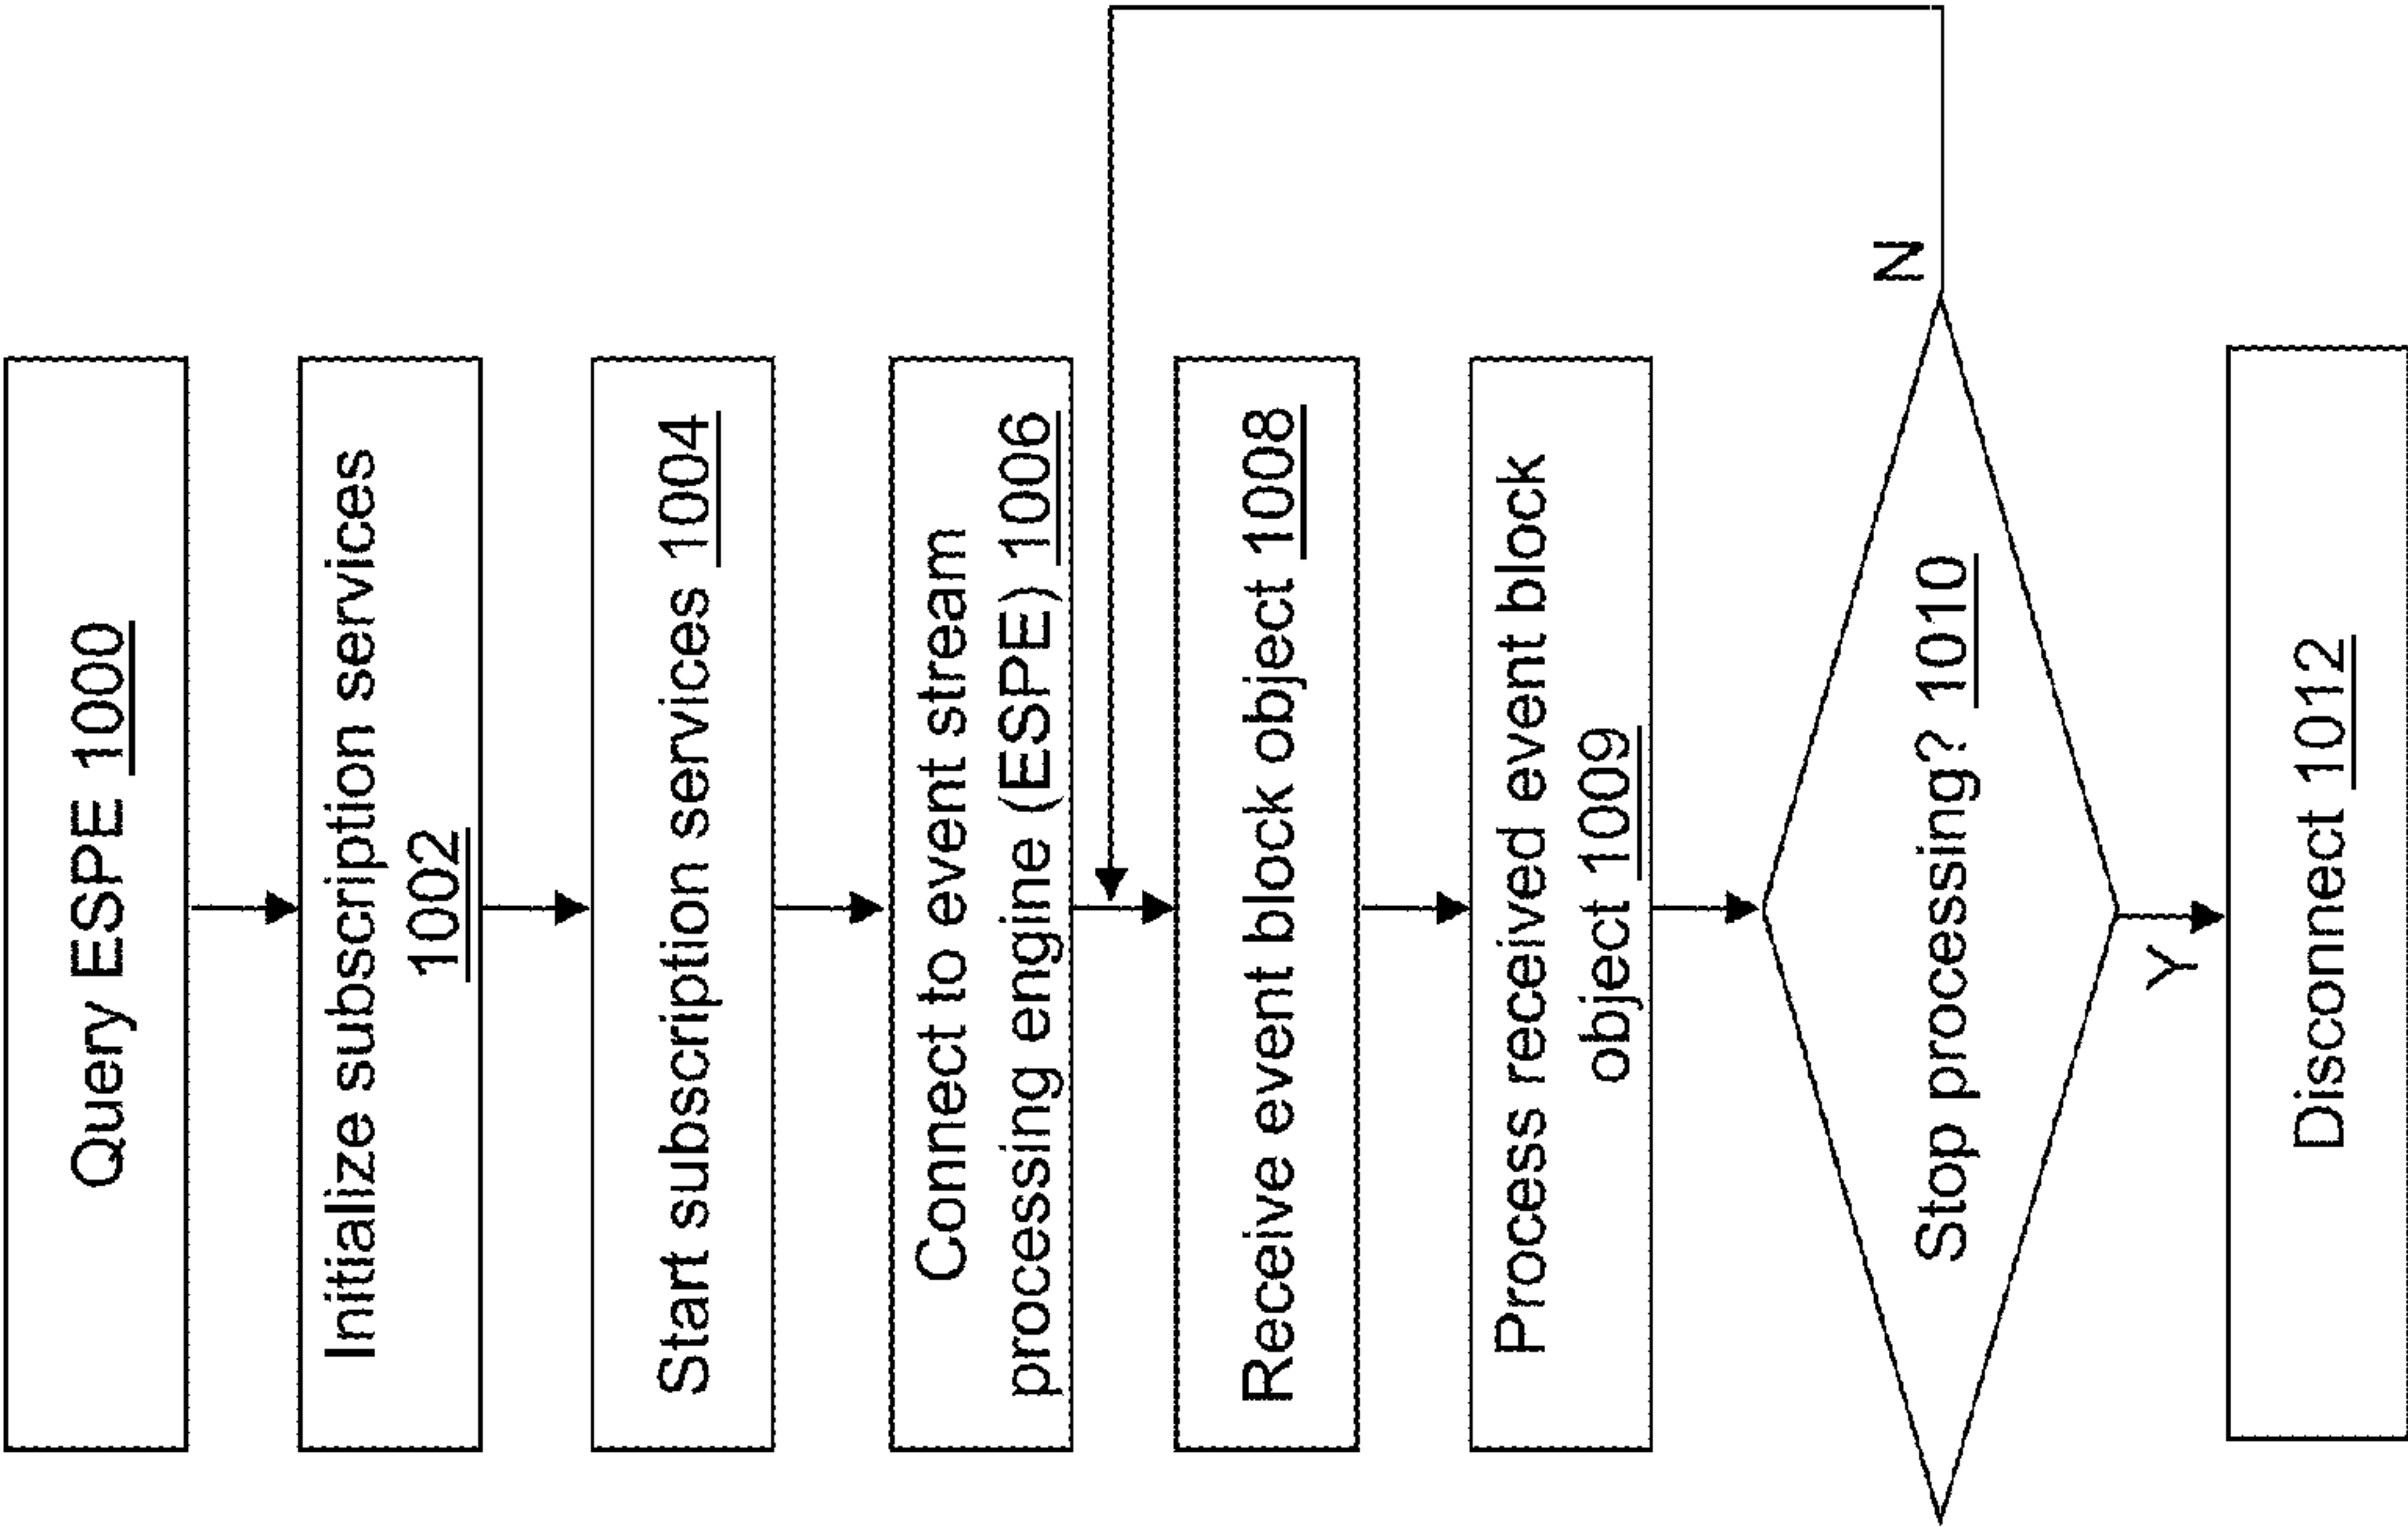 Query ESPE 1000
Initialize subscription services
1002
Start subscription services 1004
Connect to event stream
processing engine (ESPE) 1006
Receive event block object 1008
Process received event block
object 1009
Stop processing? 1010
N
Y
Disconnect 1012